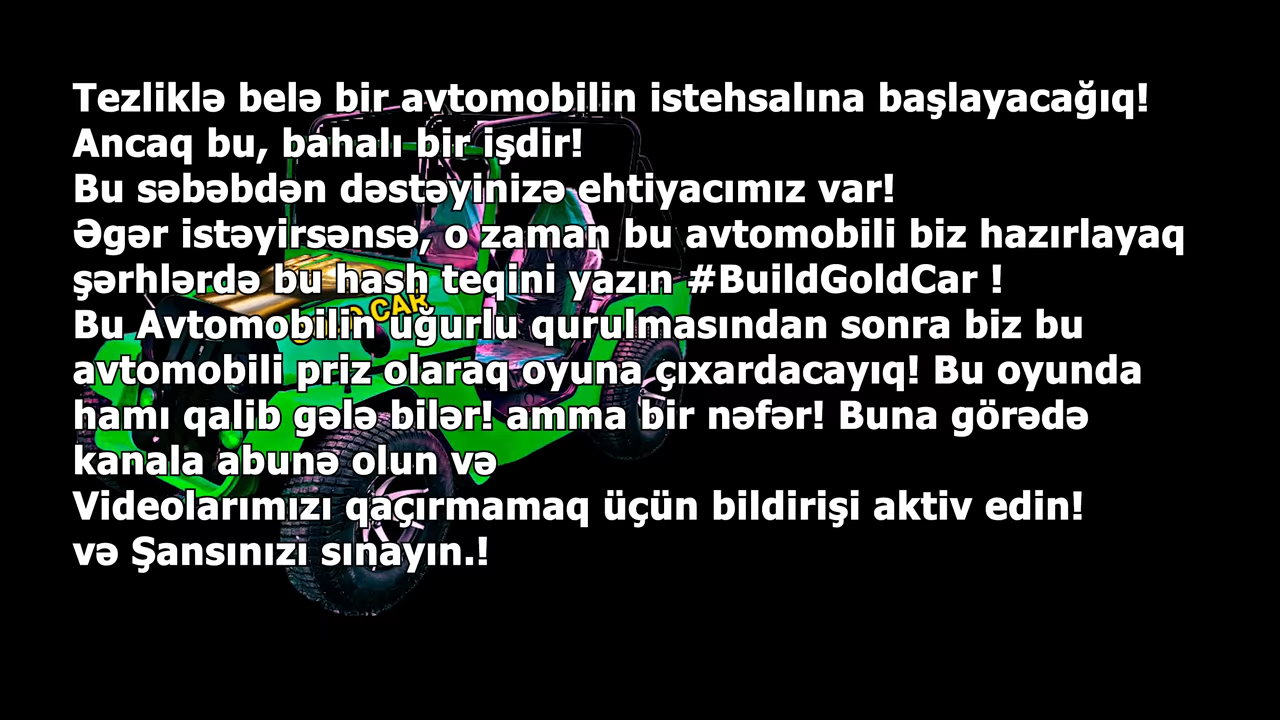 Tezliklə belə bir avtomobilin istehsalına başlayacağıq!
Ancaq bu, bahalı bir işdir!
Bu səbəbdən dəstəyinizə ehtiyacımız var!
Əgər istəyirsənsə, o zaman bu avtomobili biz hazırlayaq
şərhlərdə bu hash teqini yazın #BuildGoldCar !
CAR
Bu Avtomobilin uğurlu qurulmasından sonra biz bu
avtomobili priz olaraq oyuna çıxardacayıq! Bu oyunda
hamı qalib gələ bilər! amma bir nəfər! Buna görədə
kanala abunə olun və
Videolarımızı qaçırmamaq üçün bildirişi aktiv edin!
və Şansınızı sınayın.!